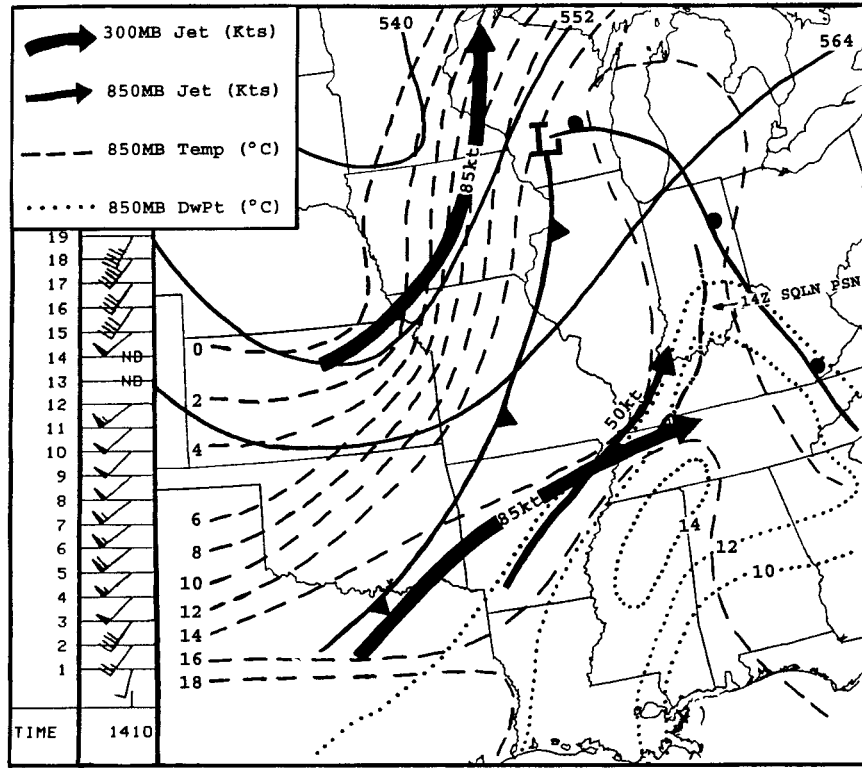 300MB Jet (Kts)
850MB Jet (Kts)
850MB Temp (°C)
850MB DwPt (°C)
540
552
564
85kt
L
14Z SQLN PSN
50kt
85kt
0
2
4
6
8
10
12
14
16
18
14
12
10
19
18
17
16
15
14 ND
13 ND
12
11
10
9
8
7
6
5
4
3
2
1
TIME 1410